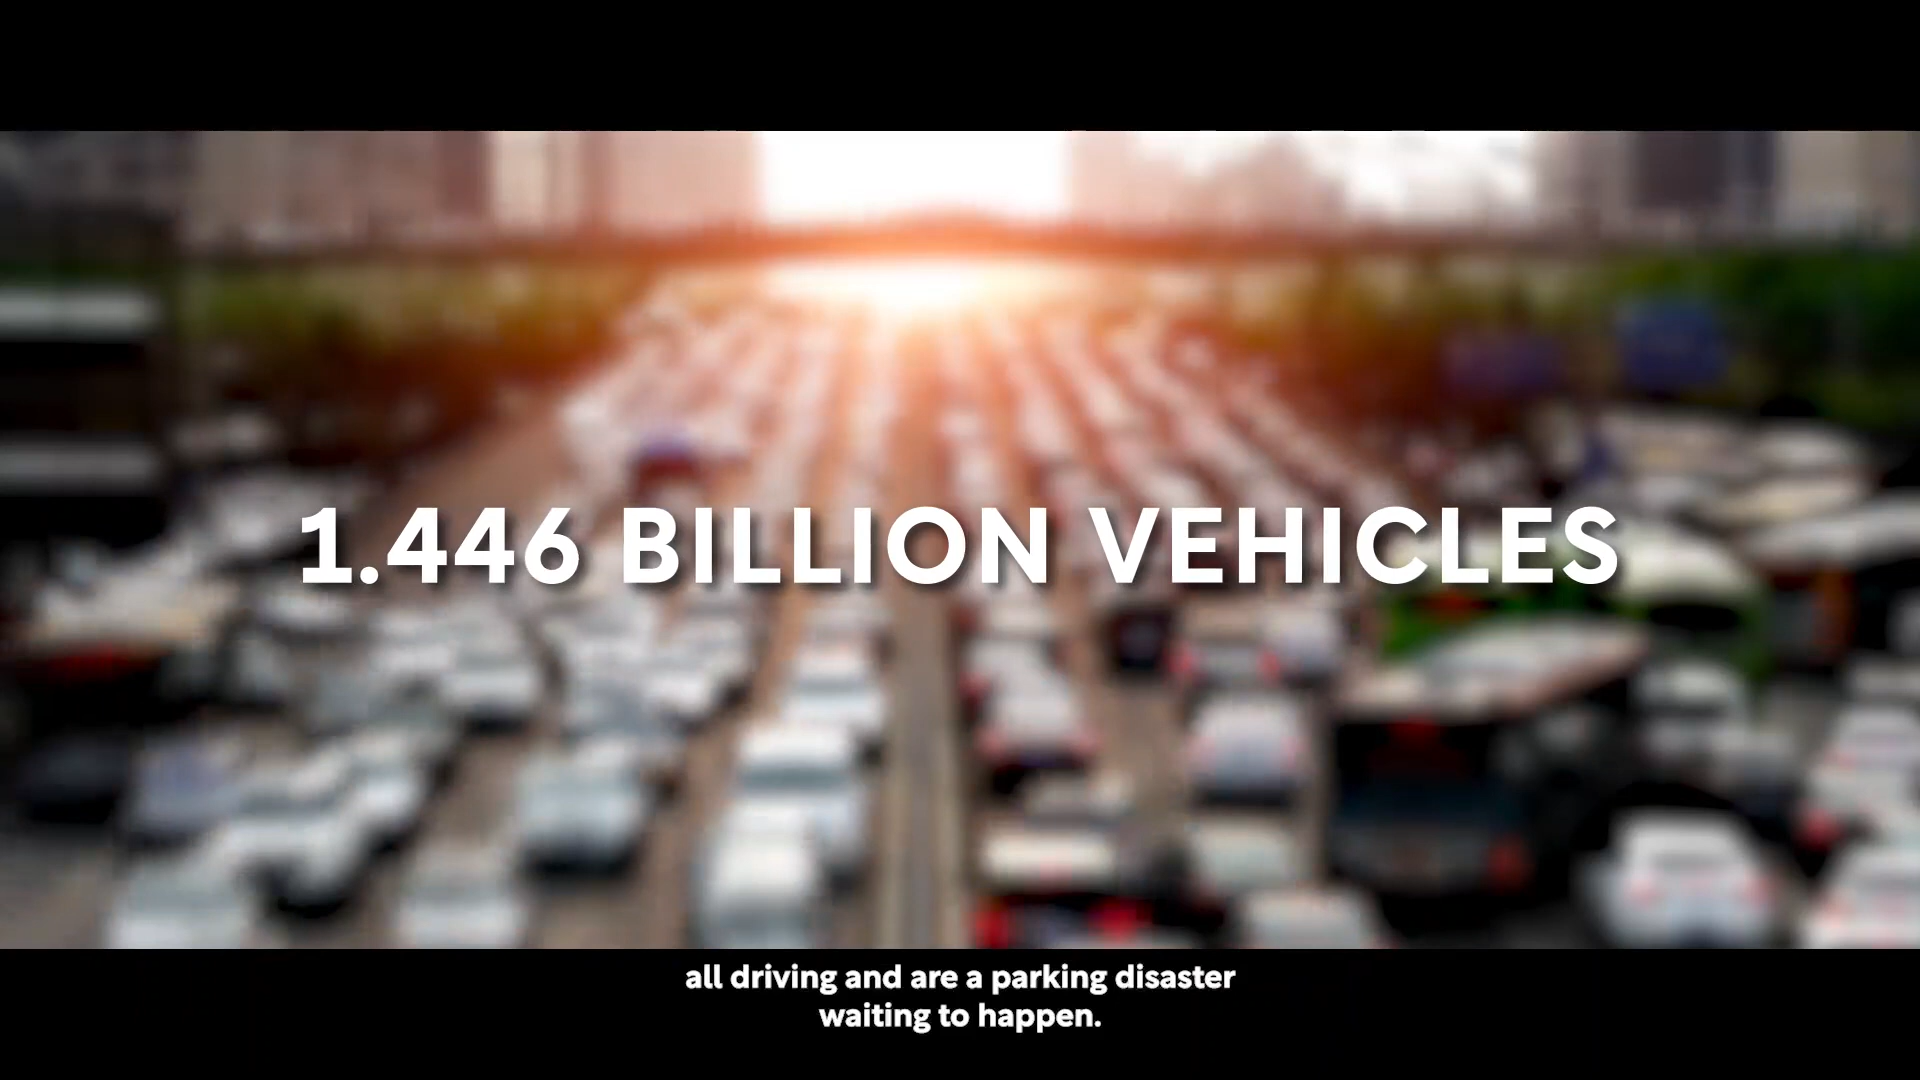 1.446 BILLION VEHICLES
all driving and are a parking disaster
waiting to happen.